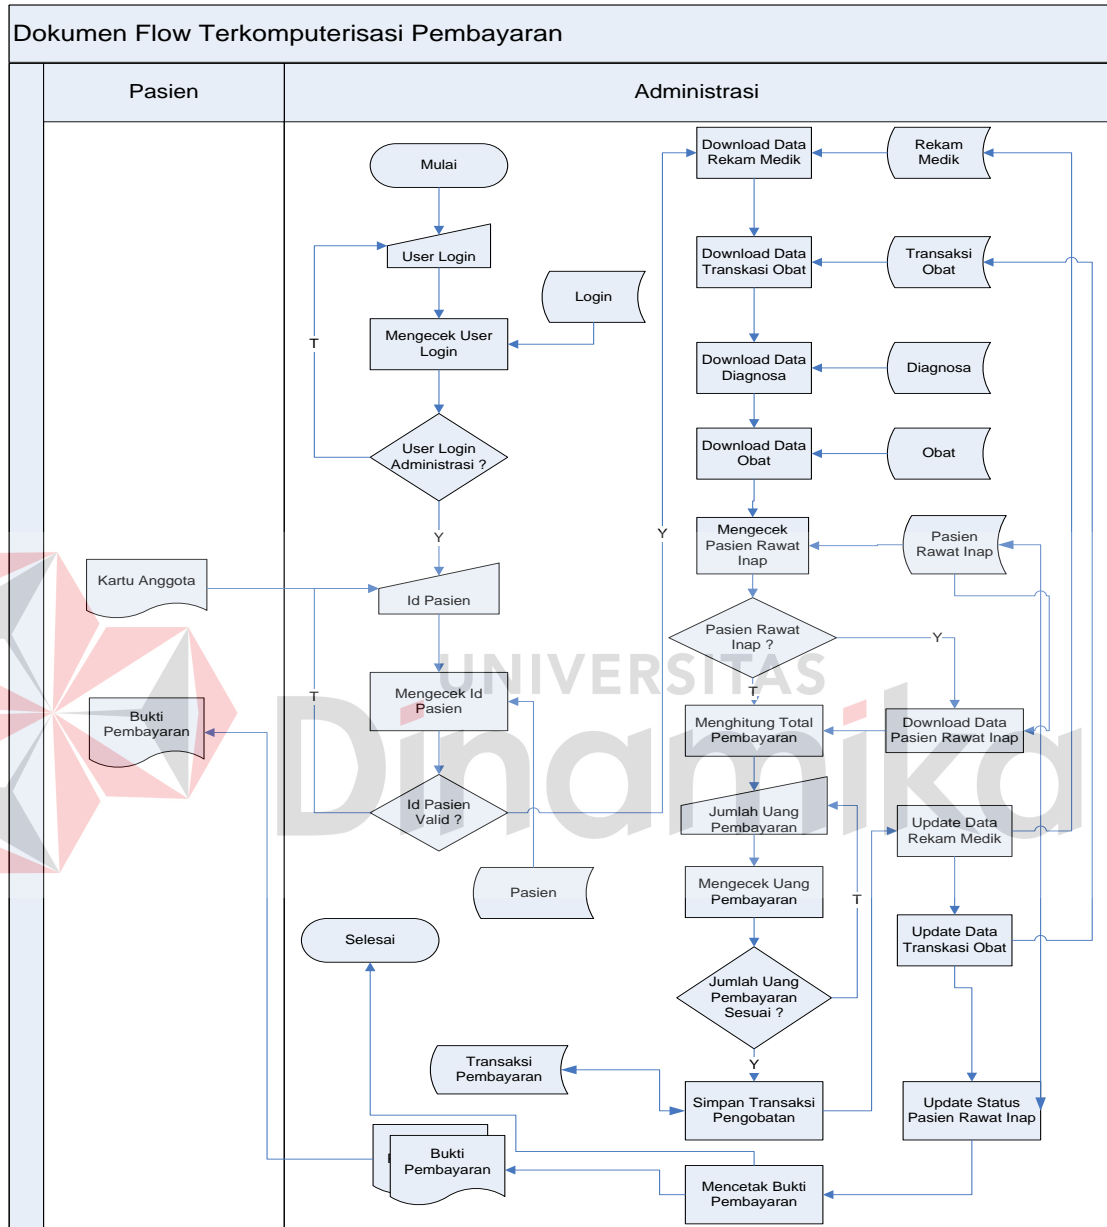 Dokumen Flow Terkomputerisasi Pembayaran
Pasien
Administrasi
Mulai
User Login
Login
Mengecek User
Login
T
User Login
Administrasi ?
Y
Kartu Anggota
Id Pasien
Mengecek Id
Pasien
T
Id Pasien
Valid ?
Y
Pasien
Bukti
Pembayaran
Selesai
Download Data
Rekam Medik
Rekam
Medik
Download Data
Transkasi Obat
Transaksi
Obat
Download Data
Diagnosa
Diagnosa
Download Data
Obat
Obat
Mengecek
Pasien Rawat
Inap
Pasien
Rawat Inap
Pasien Rawat
Inap ?
Y
T
Menghitung Total
Pembayaran
Download Data
Pasien Rawat Inap
Jumlah Uang
Pembayaran
Update Data
Rekam Medik
Mengecek Uang
Pembayaran
T
Update Data
Transkasi Obat
Jumlah Uang
Pembayaran
Sesuai ?
Y
Transaksi
Pembayaran
Simpan Transaksi
Pengobatan
Update Status
Pasien Rawat Inap
Bukti
Pembayaran
Mencetak Bukti
Pembayaran
UNIVERSITAS
Dinamika